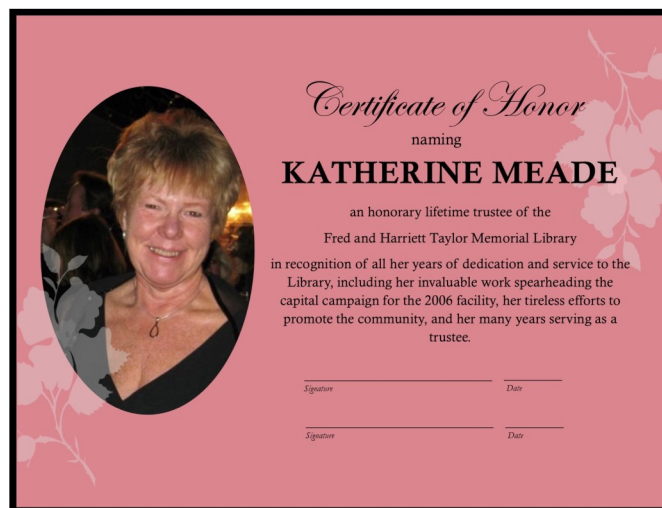 Certificate of Honor
naming
KATHERINE MEADE
an honorary lifetime trustee of the
Fred and Harriett Taylor Memorial Library
in recognition of all her years of dedication and service to the
Library, including her invaluable work spearheading the
capital campaign for the 2006 facility, her tireless efforts to
promote the community, and her many years serving as a
trustee.
Signature Date
Signature Date